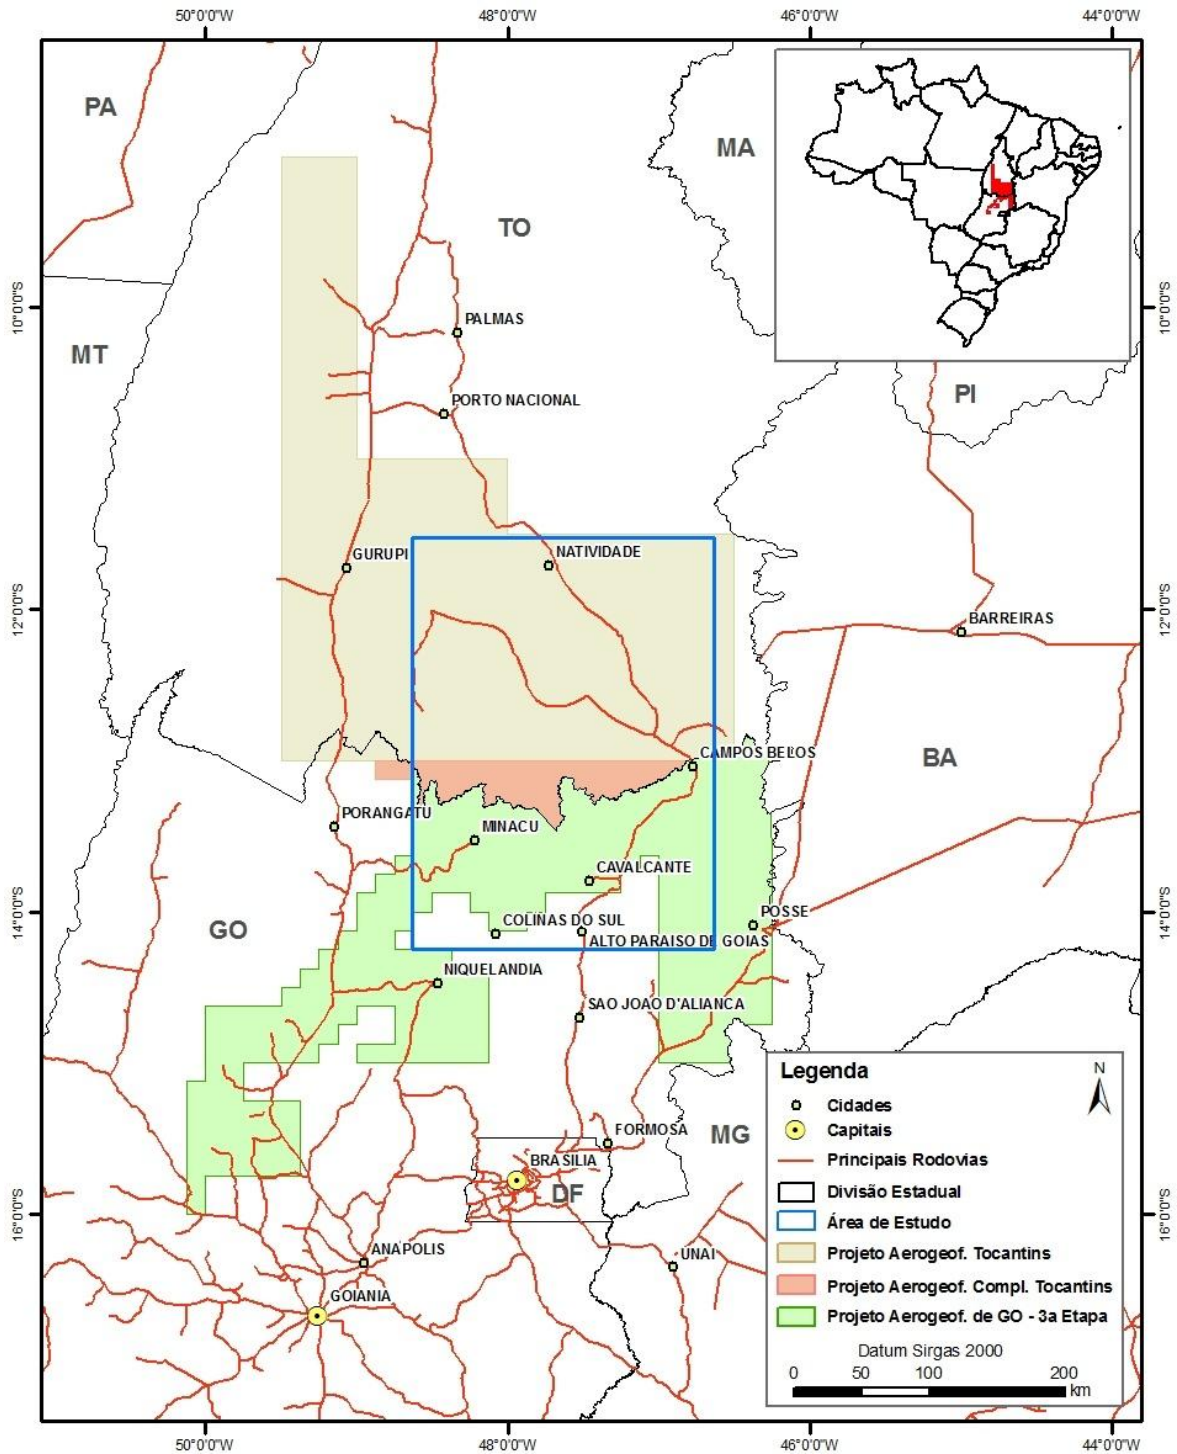 50°0'0"W 48°0'0"W 46°0'0"W 44°0'0"W
PA
MA
TO
10°0'0"S
10°0'0"S
PALMAS
MT
PI
PORTO NACIONAL
GURUPI
NATIVIDADE
12°0'0"S
12°0'0"S
BARREIRAS
CAMPOS BELOS
BA
PORANGATU
MINACU
CAVALCANTE
14°0'0"S
14°0'0"S
GO
COLINAS DO SUL
POSSE
ALTO PARAISO DE GOIAS
NIQUELANDIA
SAO JOAO D'ALIANCA
FORMOSA
MG
BRASILIA
DF
16°0'0"S
16°0'0"S
ANAPOLIS
UNAI
GOIANIA
Legenda
N
Cidades
Capitais
Principais Rodovias
Divisão Estadual
Área de Estudo
Projeto Aerogeof. Tocantins
Projeto Aerogeof. Compl. Tocantins
Projeto Aerogeof. de GO - 3a Etapa
Datum Sirgas 2000
0 50 100 200
km
50°0'0"W 48°0'0"W 46°0'0"W 44°0'0"W